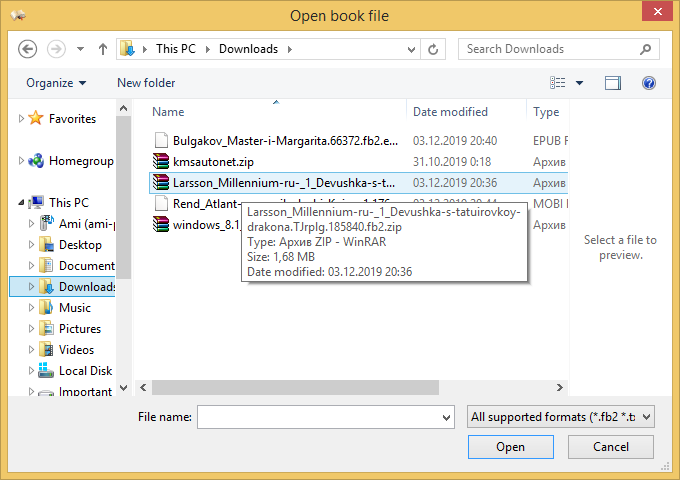 Open book file
This PC Downloads
Search Downloads
Organize New folder
Name Date modified Type
Favorites
Homegroup
This PC
Ami (ami-p
Desktop
Document
Downloads
Music
Pictures
Videos
Local Disk
Important
Bulgakov_Master-i-Margarita.66372.fb2.e... 03.12.2019 20:40 EPUB F
kmsautonet.zip 31.10.2019 0:18 Архив
Larsson_Millennium-ru-_1_Devushka-s-t... 03.12.2019 20:36 Архив
Rend_Atlant- MOBI
windows_8.1 Архив
Larsson_Millennium-ru-_1_Devushka-s-tatuirovkoy-
drakona.TJrplg.185840.fb2.zip
Type: Архив ZIP - WinRAR
Size: 1,68 MB
Date modified: 03.12.2019 20:36
Select a file to
preview.
File name: All supported formats (*.fb2 *.tx
Open Cancel